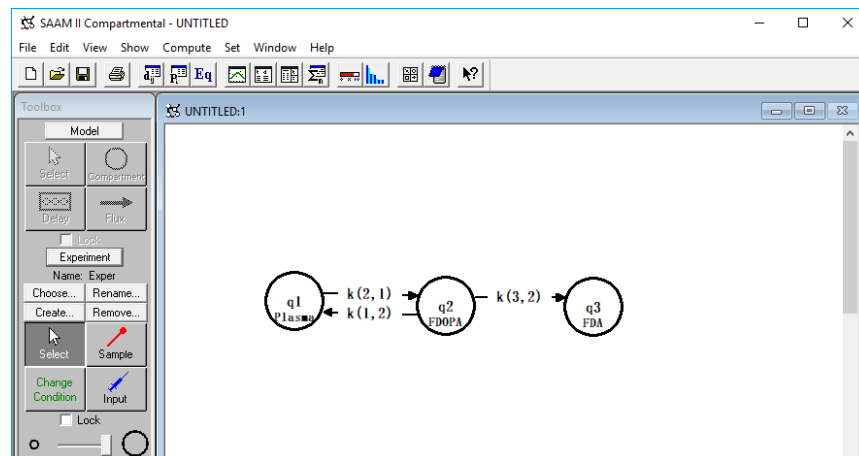 SAAM II Compartmental - UNTITLED
File Edit View Show Compute Set Window Help
Eq
Toolbox
UNTITLED:1
Model
Select
Compartment
Delay
Flux
Lock
Experiment
Name: Exper
Choose... Rename...
Create... Remove...
Select
Sample
Change
Condition
Input
Lock
q1
Plasma
k(2,1)
k(1,2)
q2
FDOPA
k(3,2)
q3
FDA